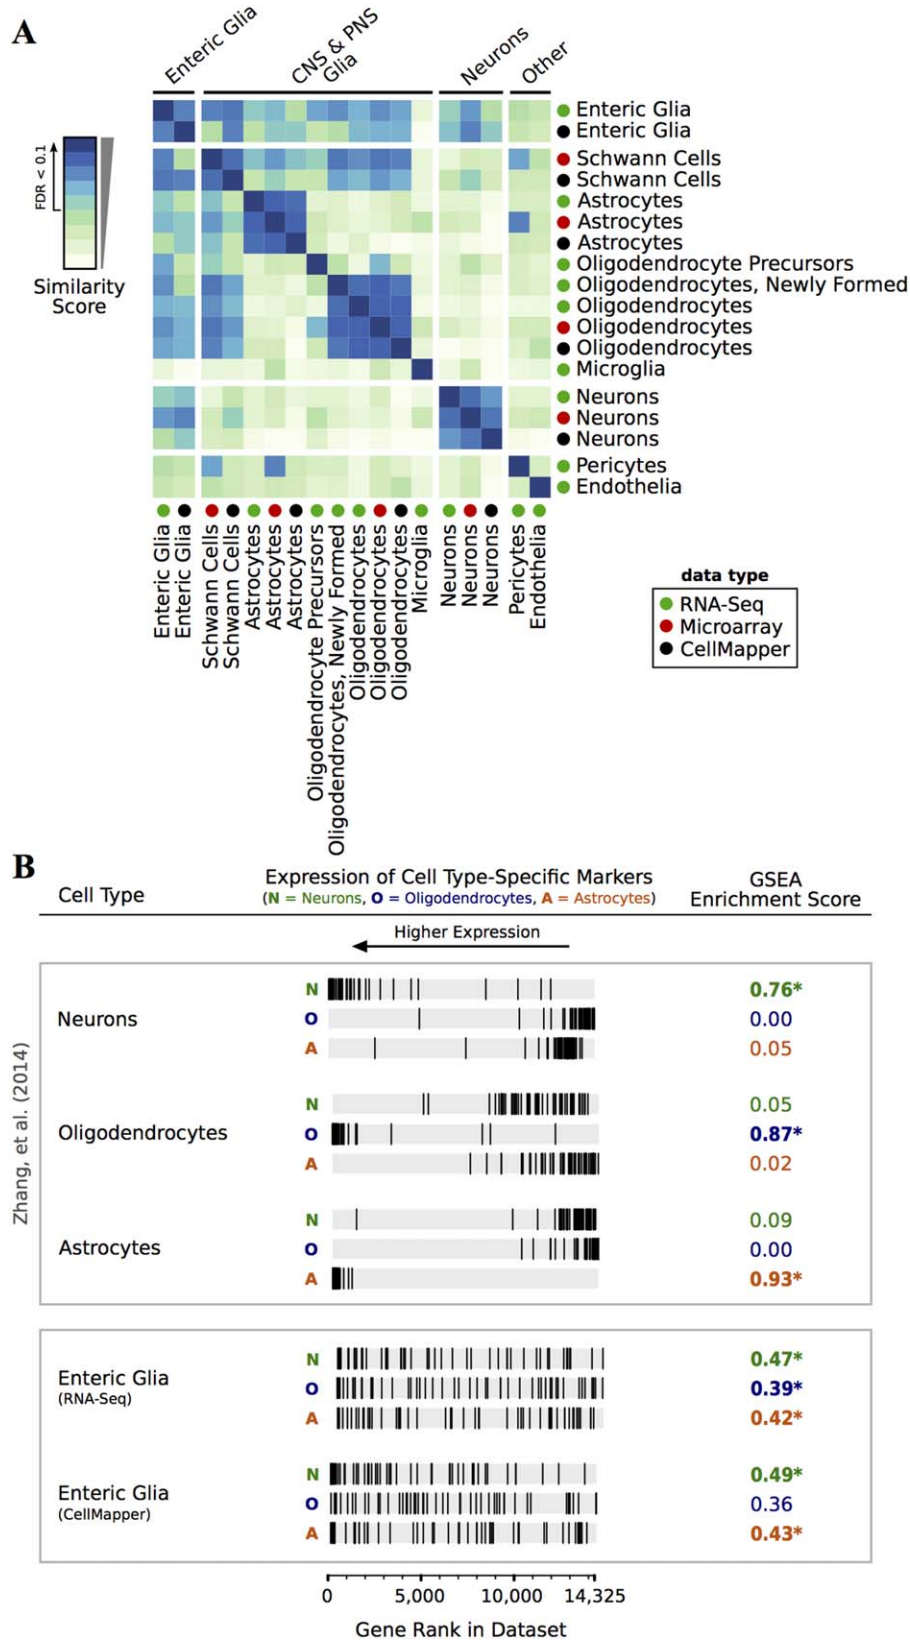 A
Enteric Glia
CNS & PNS
Glia
Neurons
Other
Enteric Glia
Enteric Glia
Schwann Cells
Schwann Cells
Astrocytes
Astrocytes
Astrocytes
Oligodendrocyte Precursors
Oligodendrocytes, Newly Formed
Oligodendrocytes
Oligodendrocytes
Oligodendrocytes
Microglia
Neurons
Neurons
Neurons
Pericytes
Endothelia
FDR < 0.1
Similarity
Score
Enteric Glia
Enteric Glia
Schwann Cells
Schwann Cells
Astrocytes
Astrocytes
Astrocytes
Oligodendrocyte Precursors
Oligodendrocytes, Newly Formed
Oligodendrocytes
Oligodendrocytes
Oligodendrocytes
Microglia
Neurons
Neurons
Neurons
Pericytes
Endothelia
data type
RNA-Seq
Microarray
CellMapper
B
Cell Type
Expression of Cell Type-Specific Markers
(N = Neurons, O = Oligodendrocytes, A = Astrocytes)
GSEA
Enrichment Score
Higher Expression
Zhang, et al. (2014)
Neurons
N 0.76*
O 0.00
A 0.05
Oligodendrocytes
N 0.05
O 0.87*
A 0.02
Astrocytes
N 0.09
O 0.00
A 0.93*
Enteric Glia
(RNA-Seq)
N 0.47*
O 0.39*
A 0.42*
Enteric Glia
(CellMapper)
N 0.49*
O 0.36
A 0.43*
0 5,000 10,000 14,325
Gene Rank in Dataset